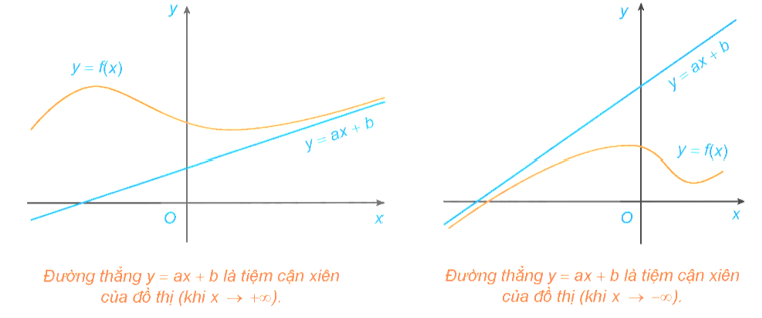 y
y = f(x)
y = ax + b
O
x
Đường thẳng y = ax + b là tiệm cận xiên
của đồ thị (khi x → +∞).
y
y = ax + b
y = f(x)
O
x
Đường thẳng y = ax + b là tiệm cận xiên
của đồ thị (khi x → −∞).